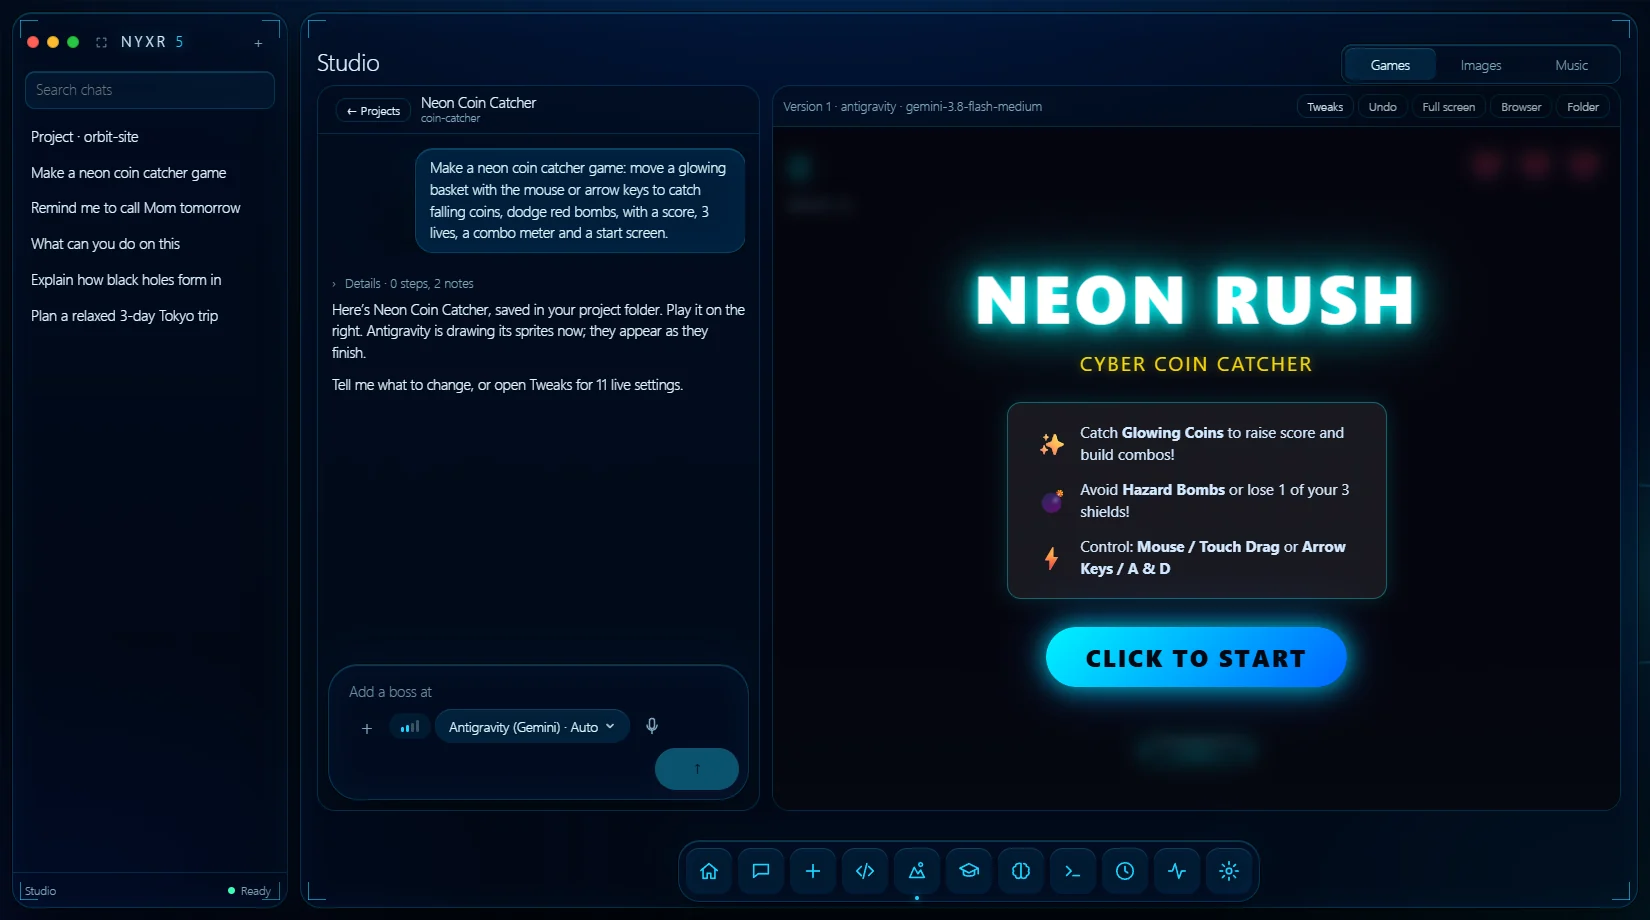 NYXR 5
+
Search chats
Project · orbit-site
Make a neon coin catcher game
Remind me to call Mom tomorrow
What can you do on this
Explain how black holes form in
Plan a relaxed 3-day Tokyo trip
Studio
Ready
Studio
Games
Images
Music
← Projects
Neon Coin Catcher
coin-catcher
Make a neon coin catcher game: move a glowing
basket with the mouse or arrow keys to catch
falling coins, dodge red bombs, with a score, 3
lives, a combo meter and a start screen.
› Details · 0 steps, 2 notes
Here's Neon Coin Catcher, saved in your project folder. Play it on the
right. Antigravity is drawing its sprites now; they appear as they
finish.
Tell me what to change, or open Tweaks for 11 live settings.
Add a boss at
+
Antigravity (Gemini) · Auto
↑
Version 1 · antigravity · gemini-3.8-flash-medium
Tweaks
Undo
Full screen
Browser
Folder
NEON RUSH
CYBER COIN CATCHER
Catch Glowing Coins to raise score and
build combos!
Avoid Hazard Bombs or lose 1 of your 3
shields!
Control: Mouse / Touch Drag or Arrow
Keys / A & D
CLICK TO START